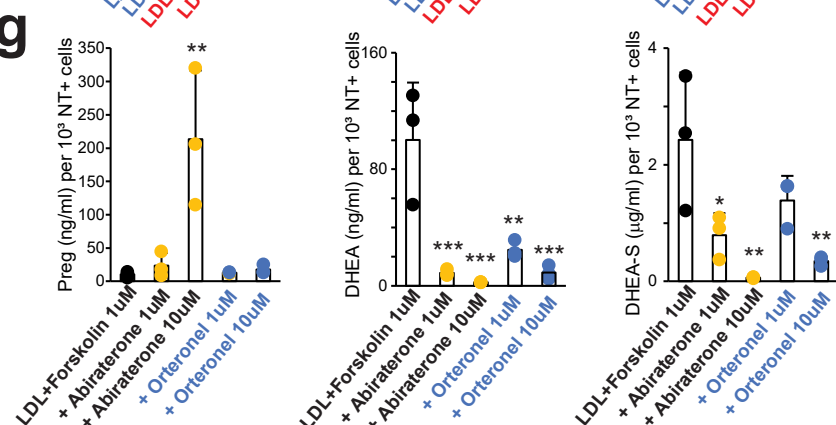 LDL LDL LDL
g
Preg (ng/ml) per 10³ NT+ cells
350
300
250
200
150
100
50
0
**
LDL+Forskolin 1uM
+ Abiraterone 1uM
+ Abiraterone 10uM
+ Orteronel 1uM
+ Orteronel 10uM
DHEA (ng/ml) per 10³ NT+ cells
160
80
0
***
***
**
***
LDL+Forskolin 1uM
+ Abiraterone 1uM
+ Abiraterone 10uM
+ Orteronel 1uM
+ Orteronel 10uM
DHEA-S (µg/ml) per 10³ NT+ cells
4
2
0
*
**
**
LDL+Forskolin 1uM
+ Abiraterone 1uM
+ Abiraterone 10uM
+ Orteronel 1uM
+ Orteronel 10uM